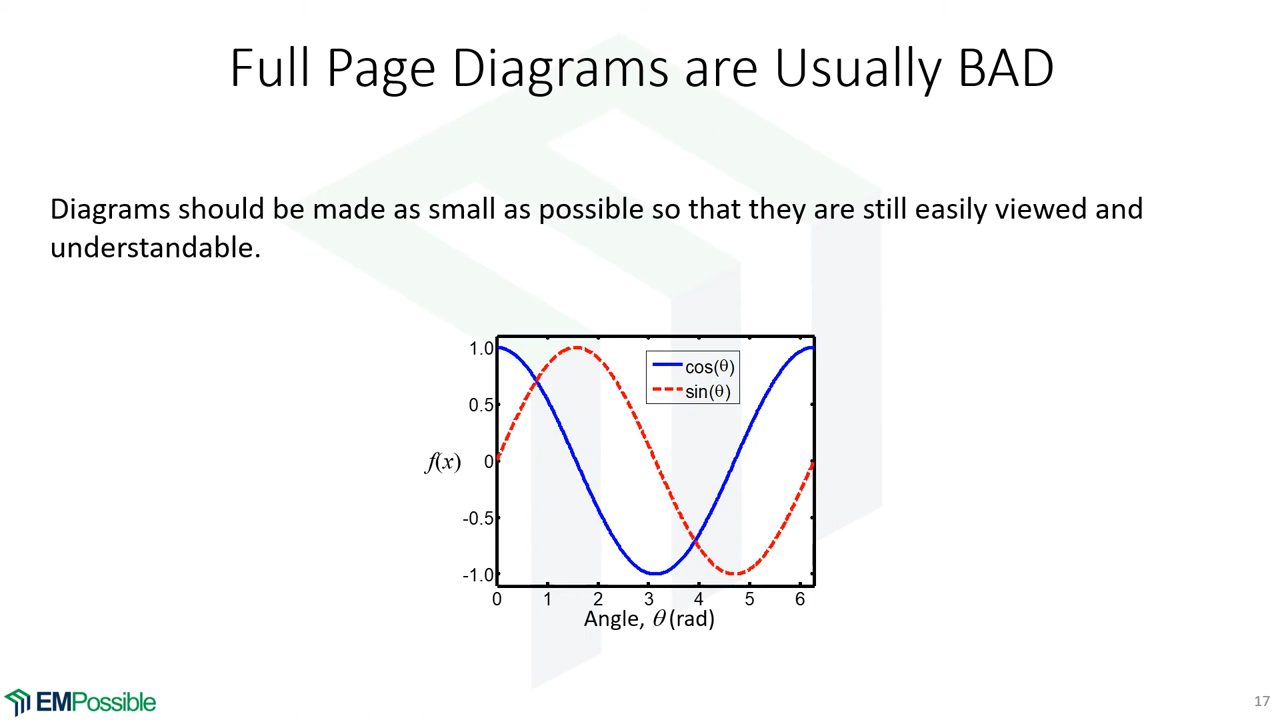 Full Page Diagrams are Usually BAD
Diagrams should be made as small as possible so that they are still easily viewed and
understandable.
1.0
0.5
0
-0.5
-1.0
f(x)
cos(θ)
sin(θ)
0 1 2 3 4 5 6
Angle, θ (rad)
EMPossible
17